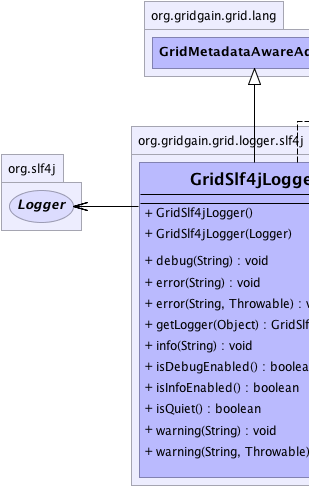 org.gridgain.grid.lang
GridMetadataAwareAd
org.gridgain.grid.logger.slf4j
org.slf4j
Logger
GridSlf4jLogge
+ GridSlf4jLogger()
+ GridSlf4jLogger(Logger)
+ debug(String) : void
+ error(String) : void
+ error(String, Throwable) : v
+ getLogger(Object) : GridSlf
+ info(String) : void
+ isDebugEnabled() : boolea
+ isInfoEnabled() : boolean
+ isQuiet() : boolean
+ warning(String) : void
+ warning(String, Throwable)